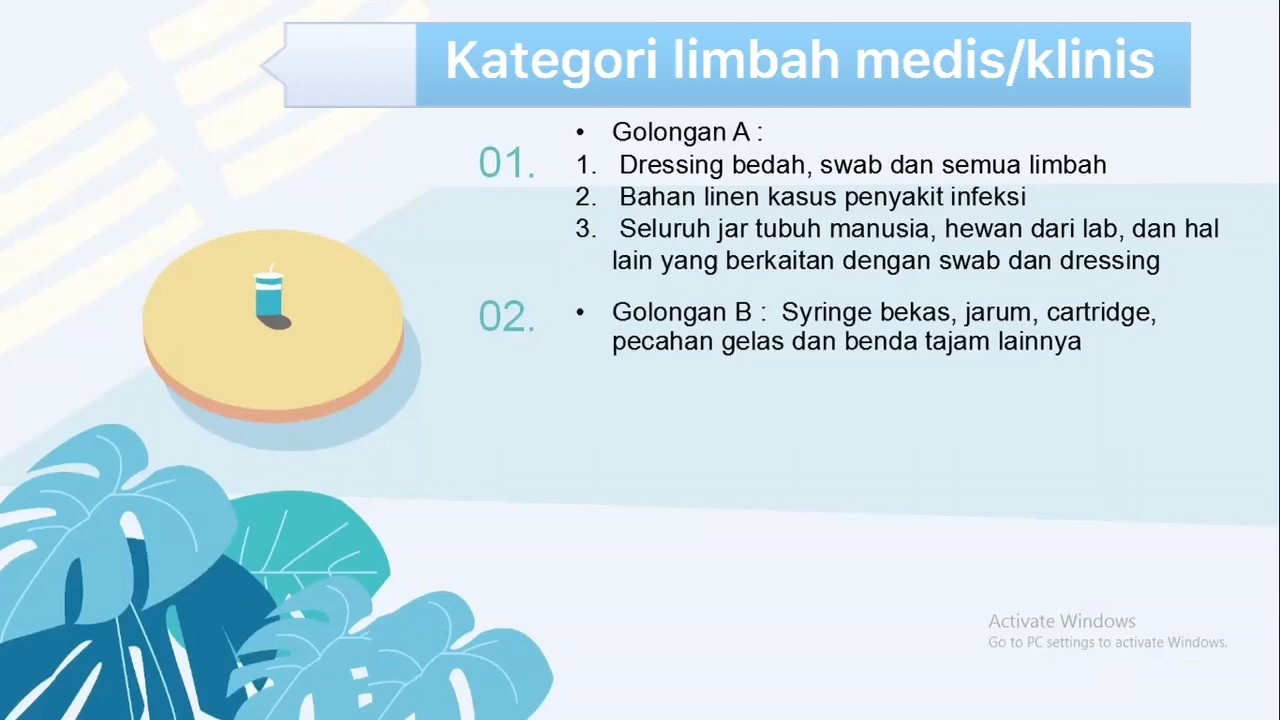 Kategori limbah medis/klinis
01.
• Golongan A :
1. Dressing bedah, swab dan semua limbah
2. Bahan linen kasus penyakit infeksi
3. Seluruh jar tubuh manusia, hewan dari lab, dan hal
lain yang berkaitan dengan swab dan dressing
02.
• Golongan B : Syringe bekas, jarum, cartridge,
pecahan gelas dan benda tajam lainnya
Activate Windows
Go to PC settings to activate Windows.